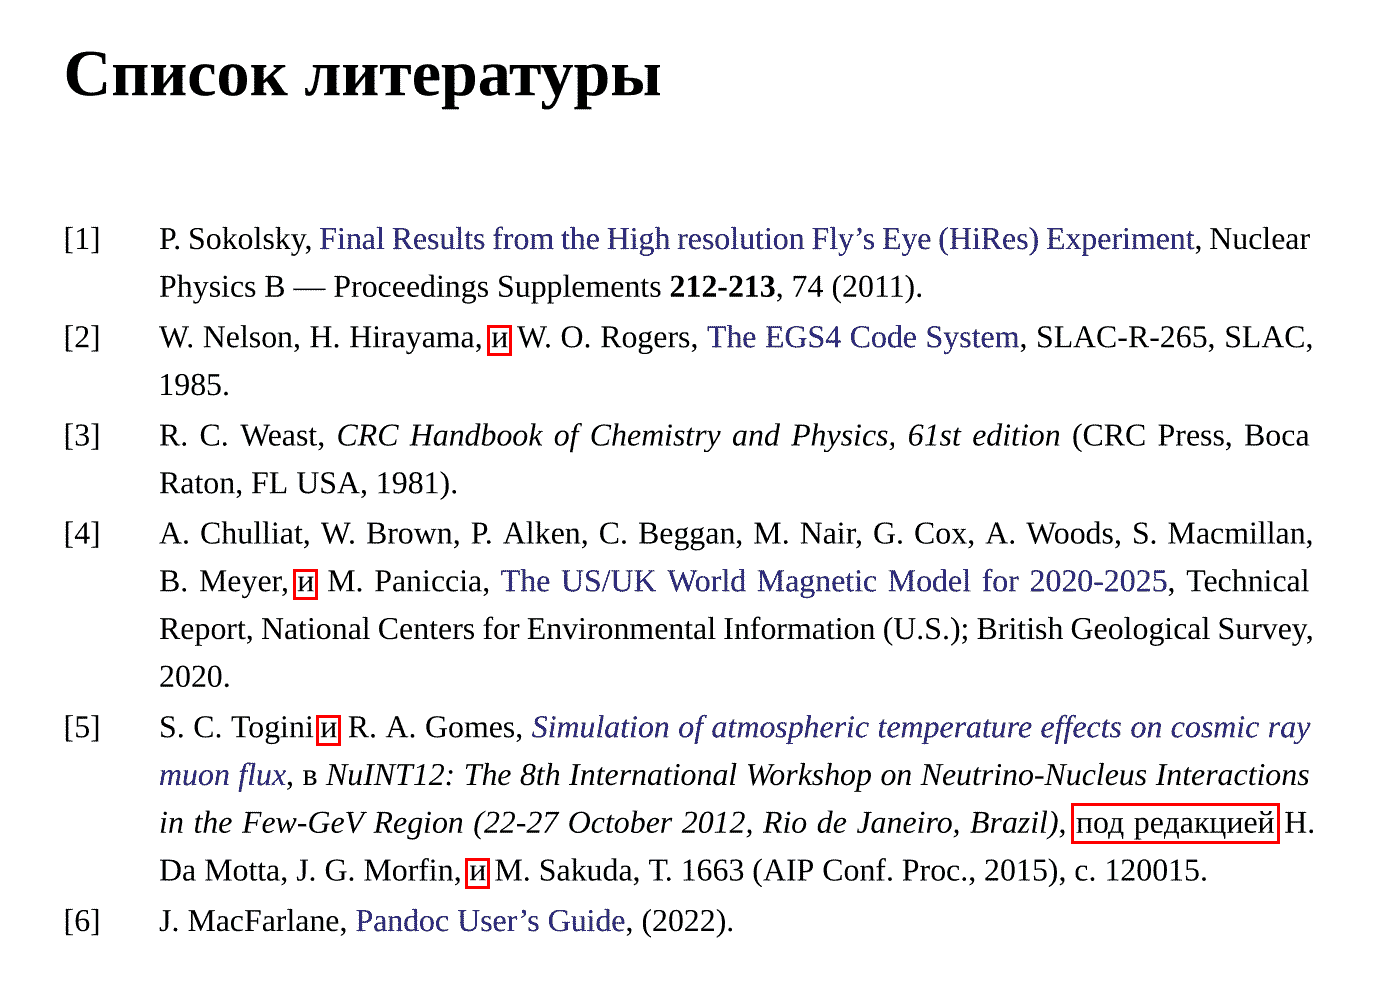 Список литературы
[1] P. Sokolsky, Final Results from the High resolution Fly’s Eye (HiRes) Experiment, Nuclear
Physics B — Proceedings Supplements 212-213, 74 (2011).
[2] W. Nelson, H. Hirayama, и W. O. Rogers, The EGS4 Code System, SLAC-R-265, SLAC,
1985.
[3] R. C. Weast, CRC Handbook of Chemistry and Physics, 61st edition (CRC Press, Boca
Raton, FL USA, 1981).
[4] A. Chulliat, W. Brown, P. Alken, C. Beggan, M. Nair, G. Cox, A. Woods, S. Macmillan,
B. Meyer, и M. Paniccia, The US/UK World Magnetic Model for 2020-2025, Technical
Report, National Centers for Environmental Information (U.S.); British Geological Survey,
2020.
[5] S. C. Togini и R. A. Gomes, Simulation of atmospheric temperature effects on cosmic ray
muon flux, в NuINT12: The 8th International Workshop on Neutrino-Nucleus Interactions
in the Few-GeV Region (22-27 October 2012, Rio de Janeiro, Brazil), под редакцией H.
Da Motta, J. G. Morfin, и M. Sakuda, Т. 1663 (AIP Conf. Proc., 2015), с. 120015.
[6] J. MacFarlane, Pandoc User’s Guide, (2022).